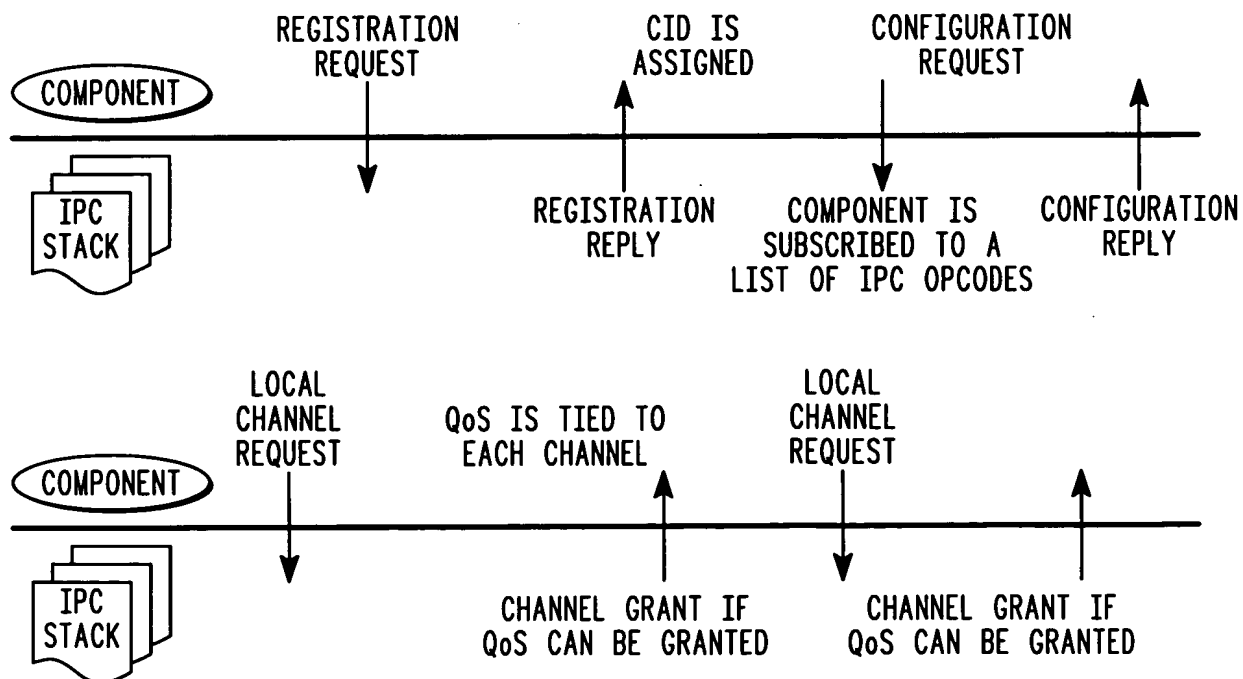 REGISTRATION
REQUEST
CID IS
ASSIGNED
CONFIGURATION
REQUEST
COMPONENT
IPC
STACK
REGISTRATION
REPLY
COMPONENT IS
SUBSCRIBED TO A
LIST OF IPC OPCODES
CONFIGURATION
REPLY
LOCAL
CHANNEL
REQUEST
QoS IS TIED TO
EACH CHANNEL
LOCAL
CHANNEL
REQUEST
COMPONENT
IPC
STACK
CHANNEL GRANT IF
QoS CAN BE GRANTED
CHANNEL GRANT IF
QoS CAN BE GRANTED